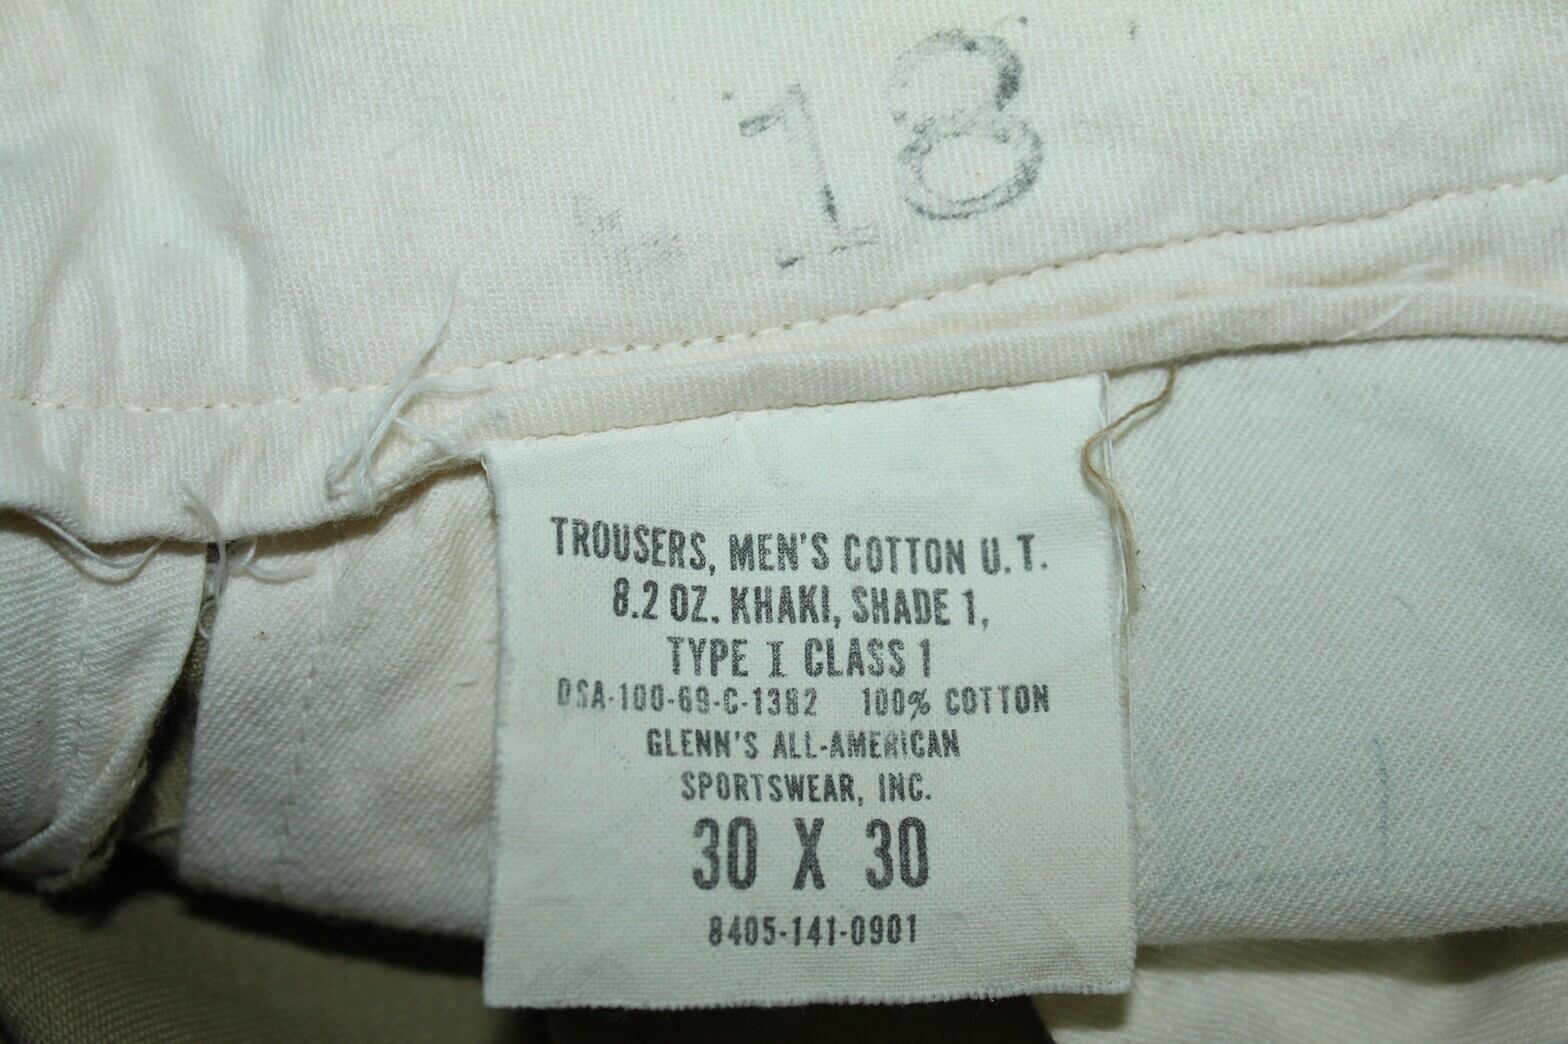 18
TROUSERS, MEN'S COTTON U.T.
8.2 OZ. KHAKI, SHADE 1,
TYPE I CLASS 1
DSA-100-69-C-1382 100% COTTON
GLENN'S ALL-AMERICAN
SPORTSWEAR, INC.
30 X 30
8405-141-0901